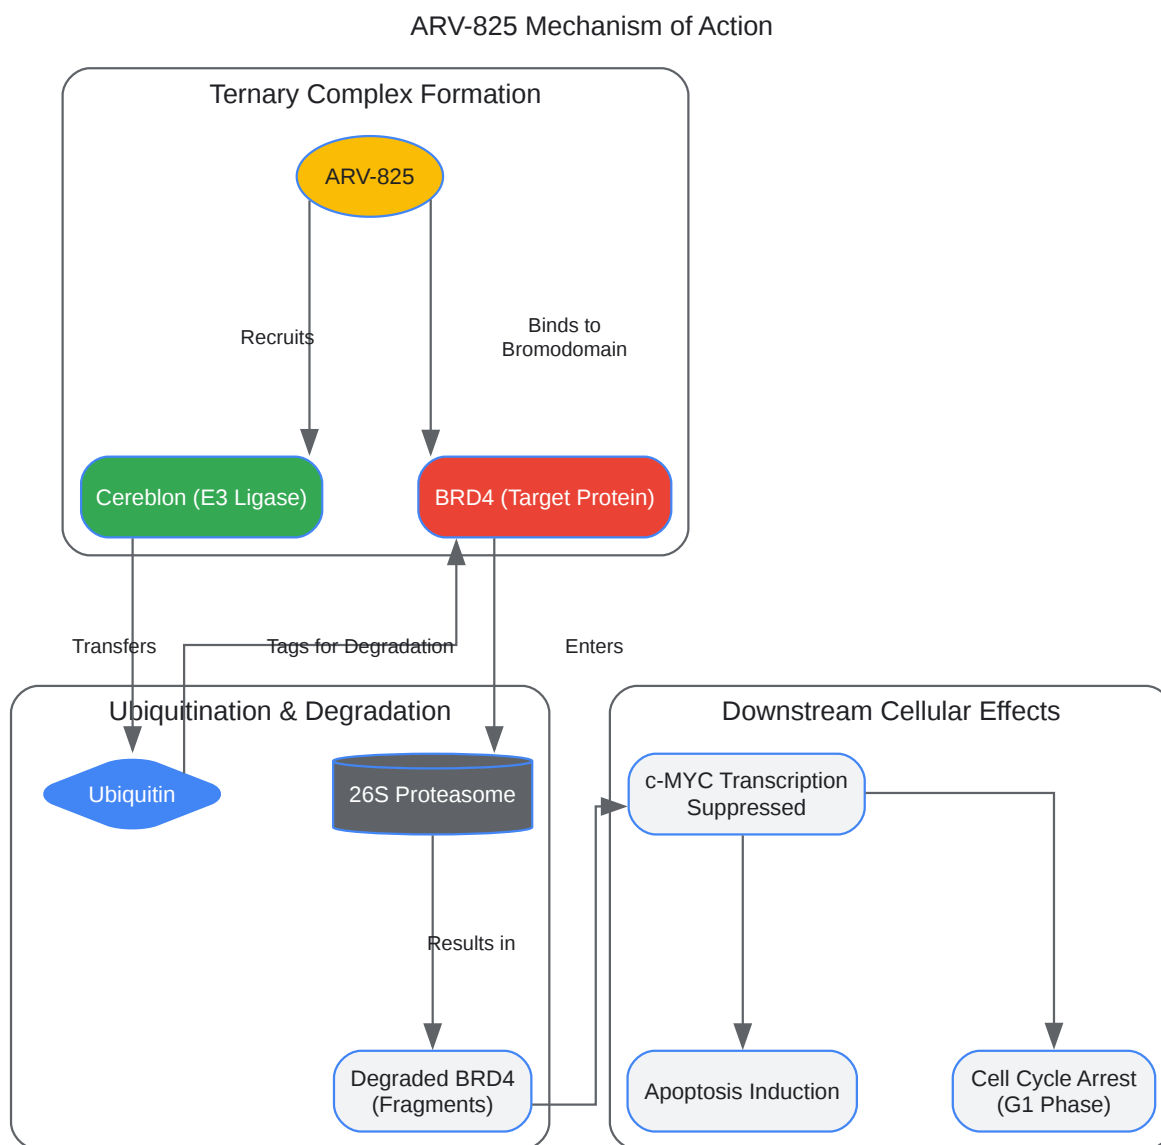 ARV-825 Mechanism of Action
Ternary Complex Formation
ARV-825
Recruits
Binds to
Bromodomain
Cereblon (E3 Ligase)
BRD4 (Target Protein)
Transfers
Tags for Degradation
Enters
Ubiquitination & Degradation
Downstream Cellular Effects
Ubiquitin
26S Proteasome
c-MYC Transcription
Suppressed
Results in
Degraded BRD4
(Fragments)
Apoptosis Induction
Cell Cycle Arrest
(G1 Phase)